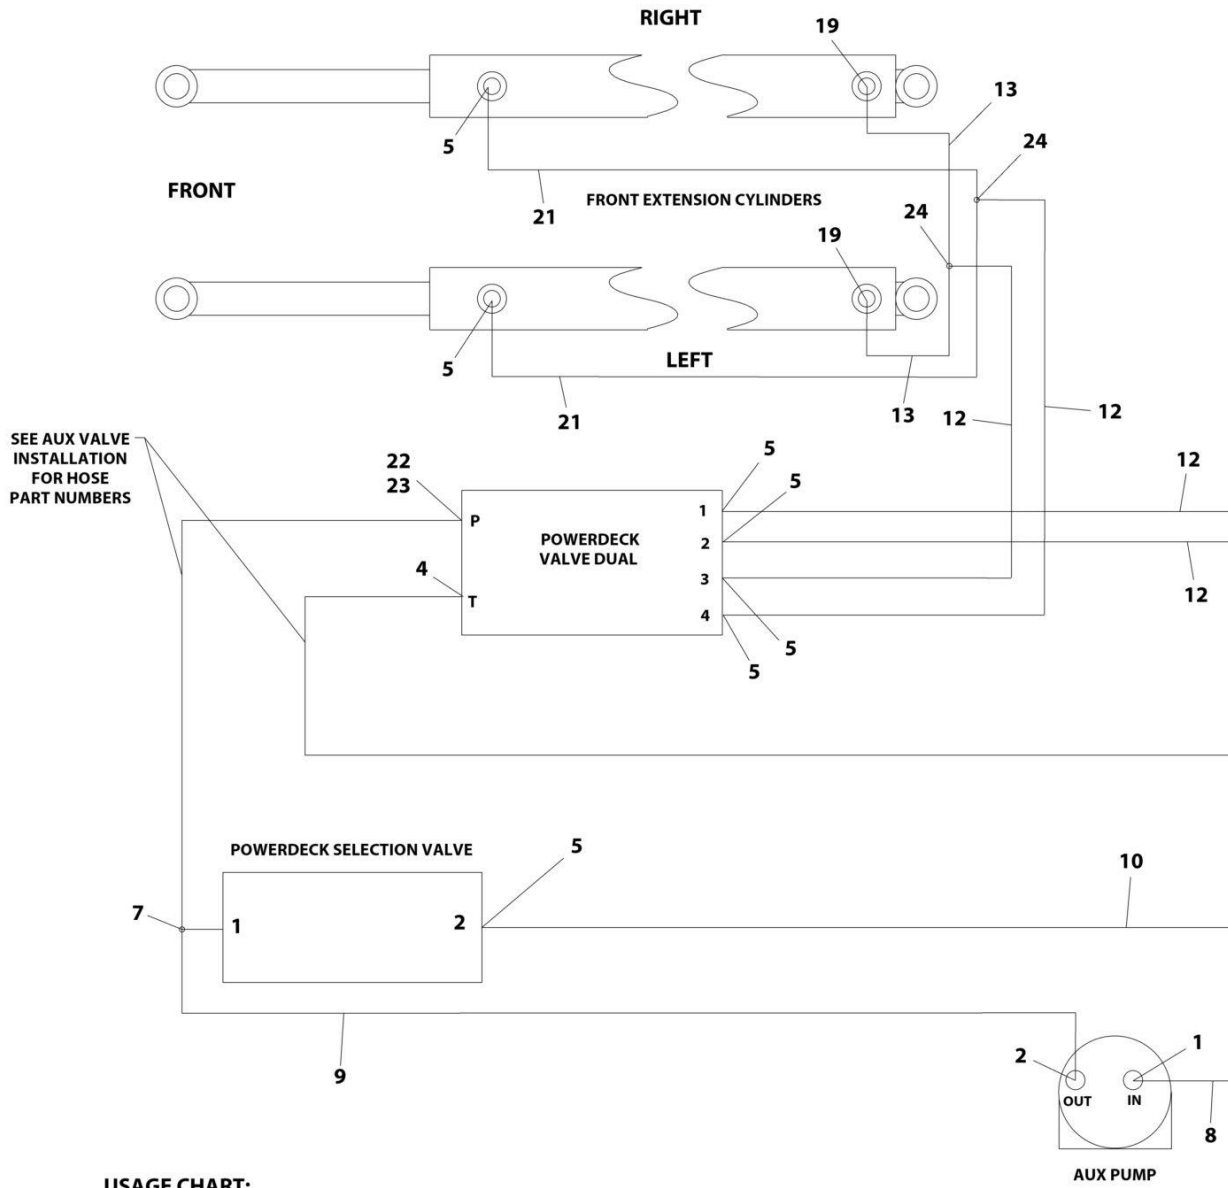 RIGHT
19
13
5
24
FRONT
21
FRONT EXTENSION CYLINDERS
24
19
5
LEFT
21
13
12
12
SEE AUX VALVE
INSTALLATION
FOR HOSE
PART NUMBERS
22
23
5
5
12
P
1
POWERDECK
VALVE DUAL
2
4
T
3
12
4
5
5
POWERDECK SELECTION VALVE
5
10
7
1
2
9
2
1
OUT
IN
8
AUX PUMP
USAGE CHART: